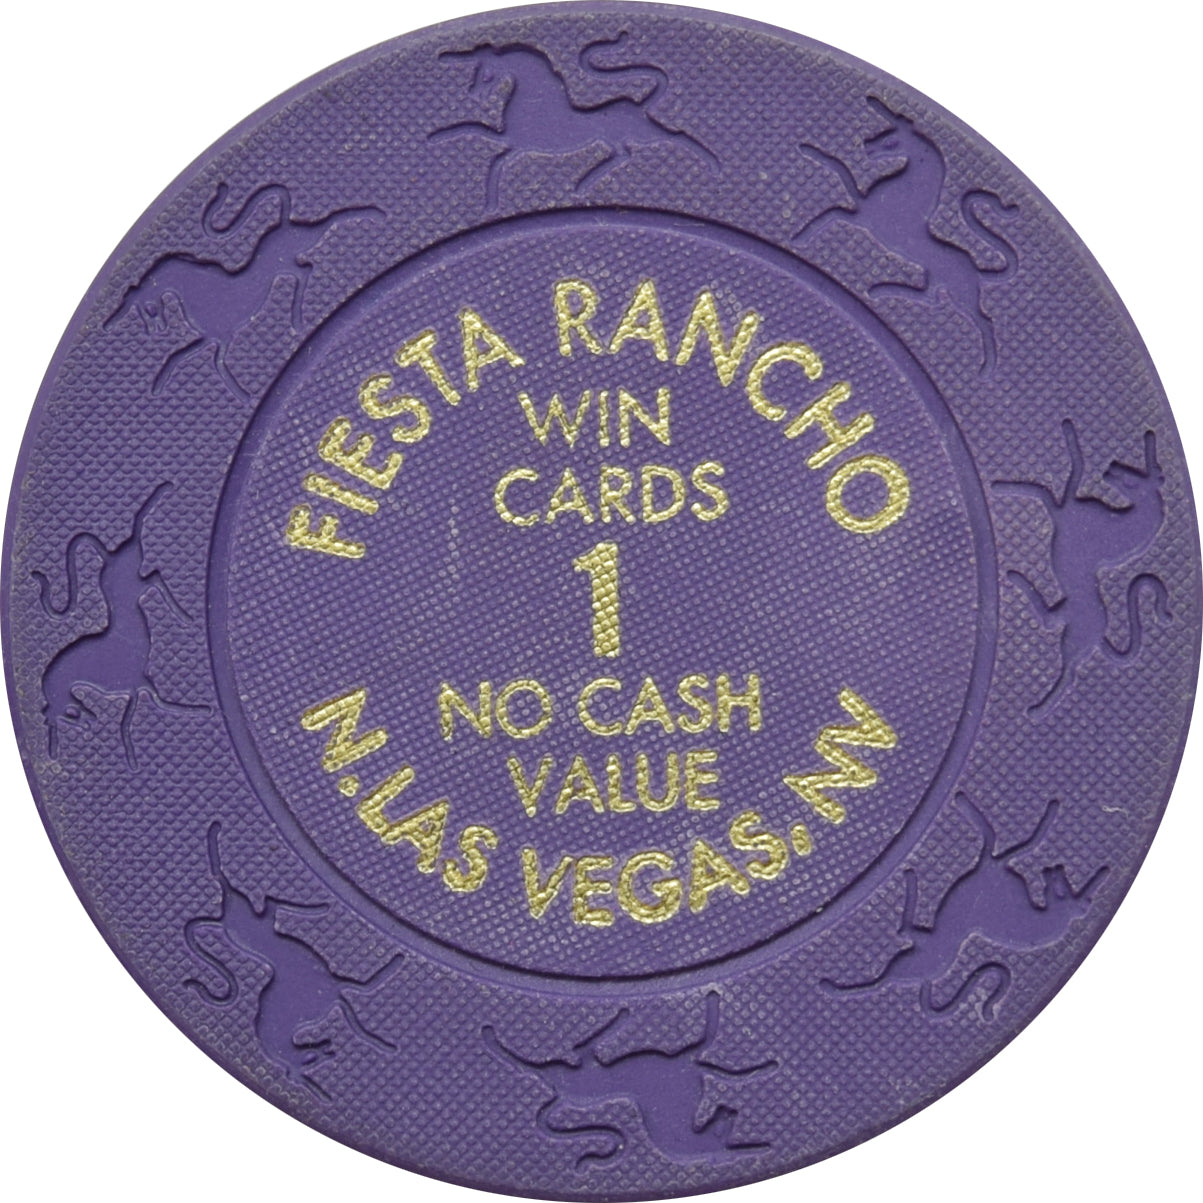 FIESTA RANCHO
WIN
CARDS
1
NO CASH
VALUE
N. LAS VEGAS, NV